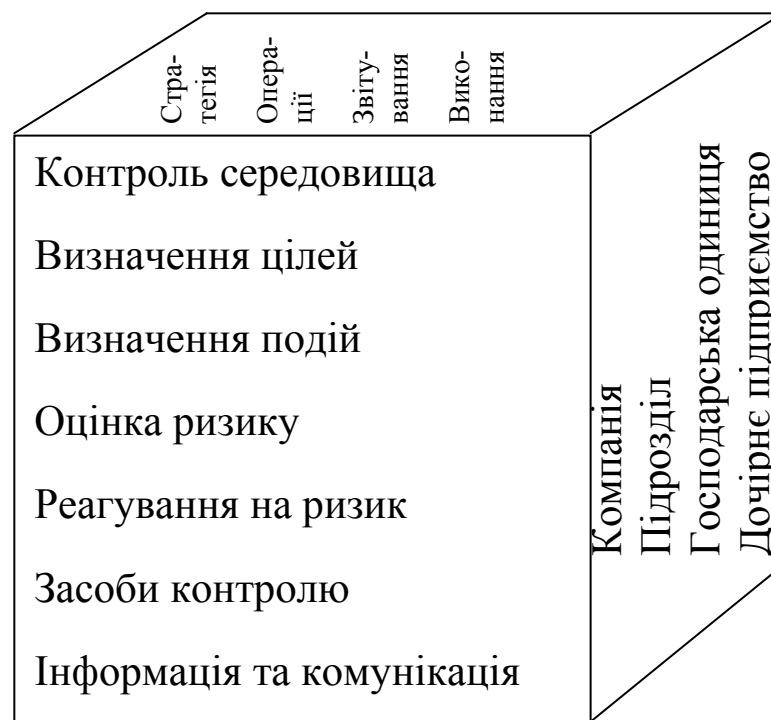 Стра-
тегія
Опера-
ції
Звіту-
вання
Вико-
нання
Контроль середовища
Визначення цілей
Визначення подій
Оцінка ризику
Реагування на ризик
Засоби контролю
Інформація та комунікація
Компанія
Підрозділ
Господарська одиниця
Дочірнє підприємство